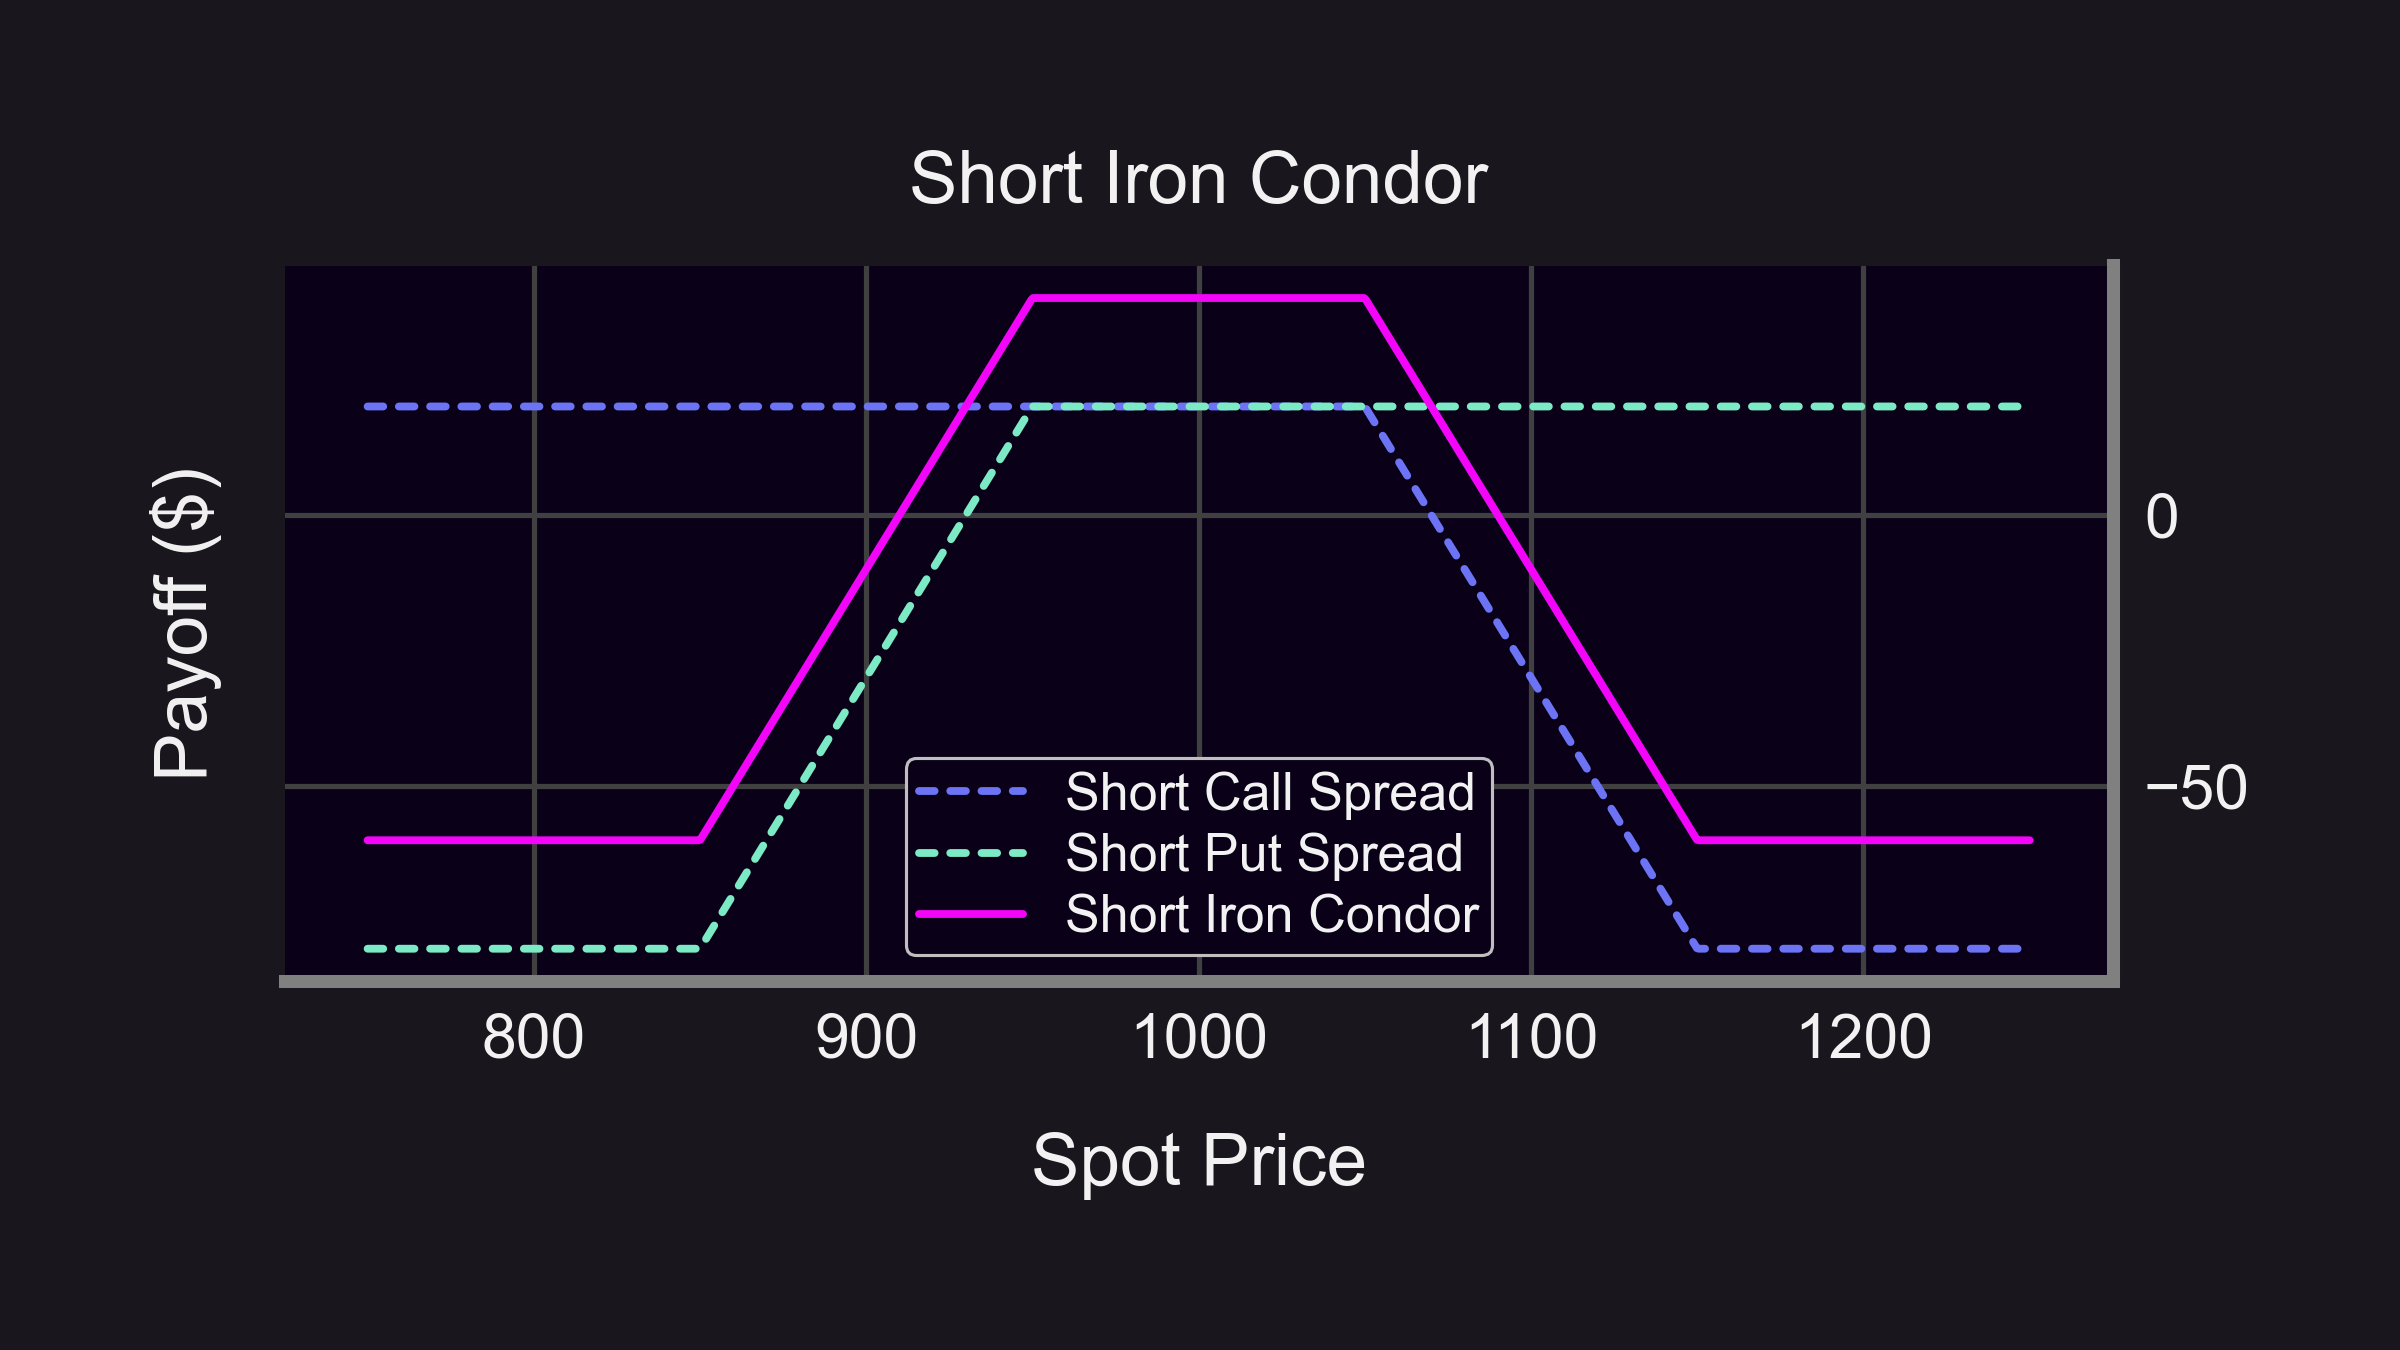 Short Iron Condor
Payoff ($)
0
−50
Short Call Spread
Short Put Spread
Short Iron Condor
800 900 1000 1100 1200
Spot Price